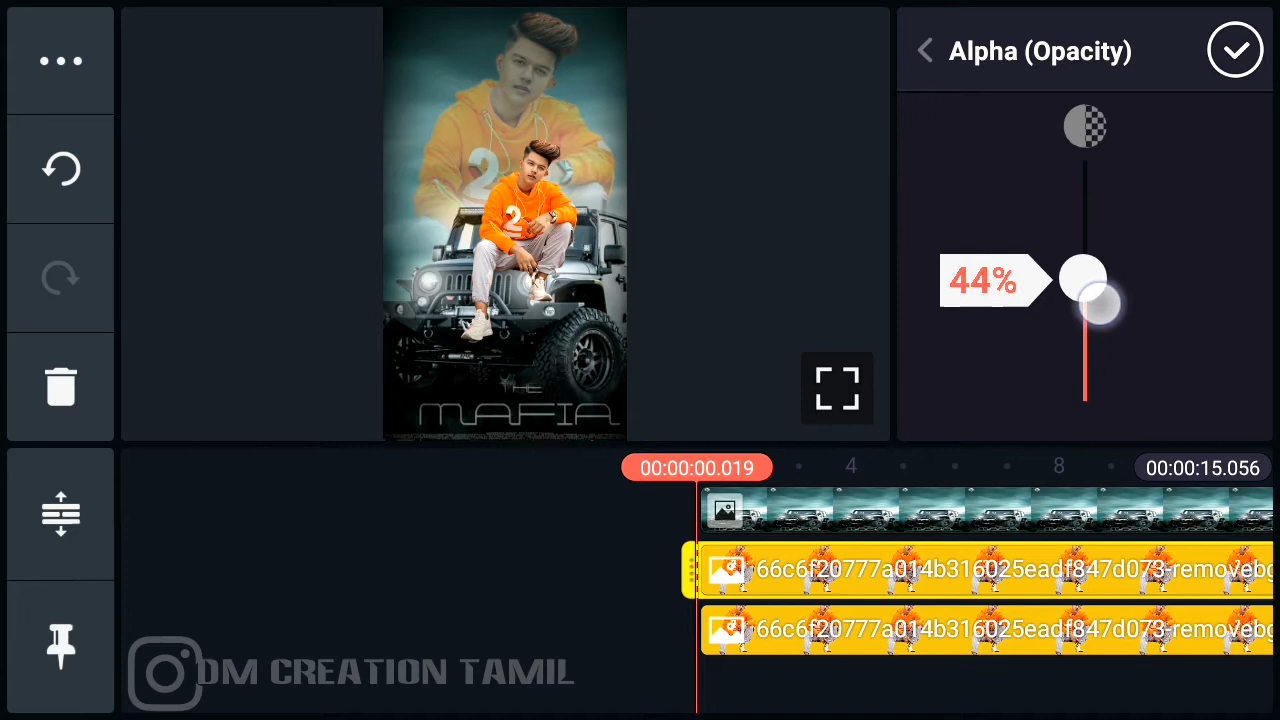 Alpha (Opacity)
44%
2
2
THE
MAFIA
00:00:00.019
4
8
00:00:15.056
66c6f20777a014b316025eadf847d073-removebg
66c6f20777a014b316025eadf847d073-removebg
DM CREATION TAMIL